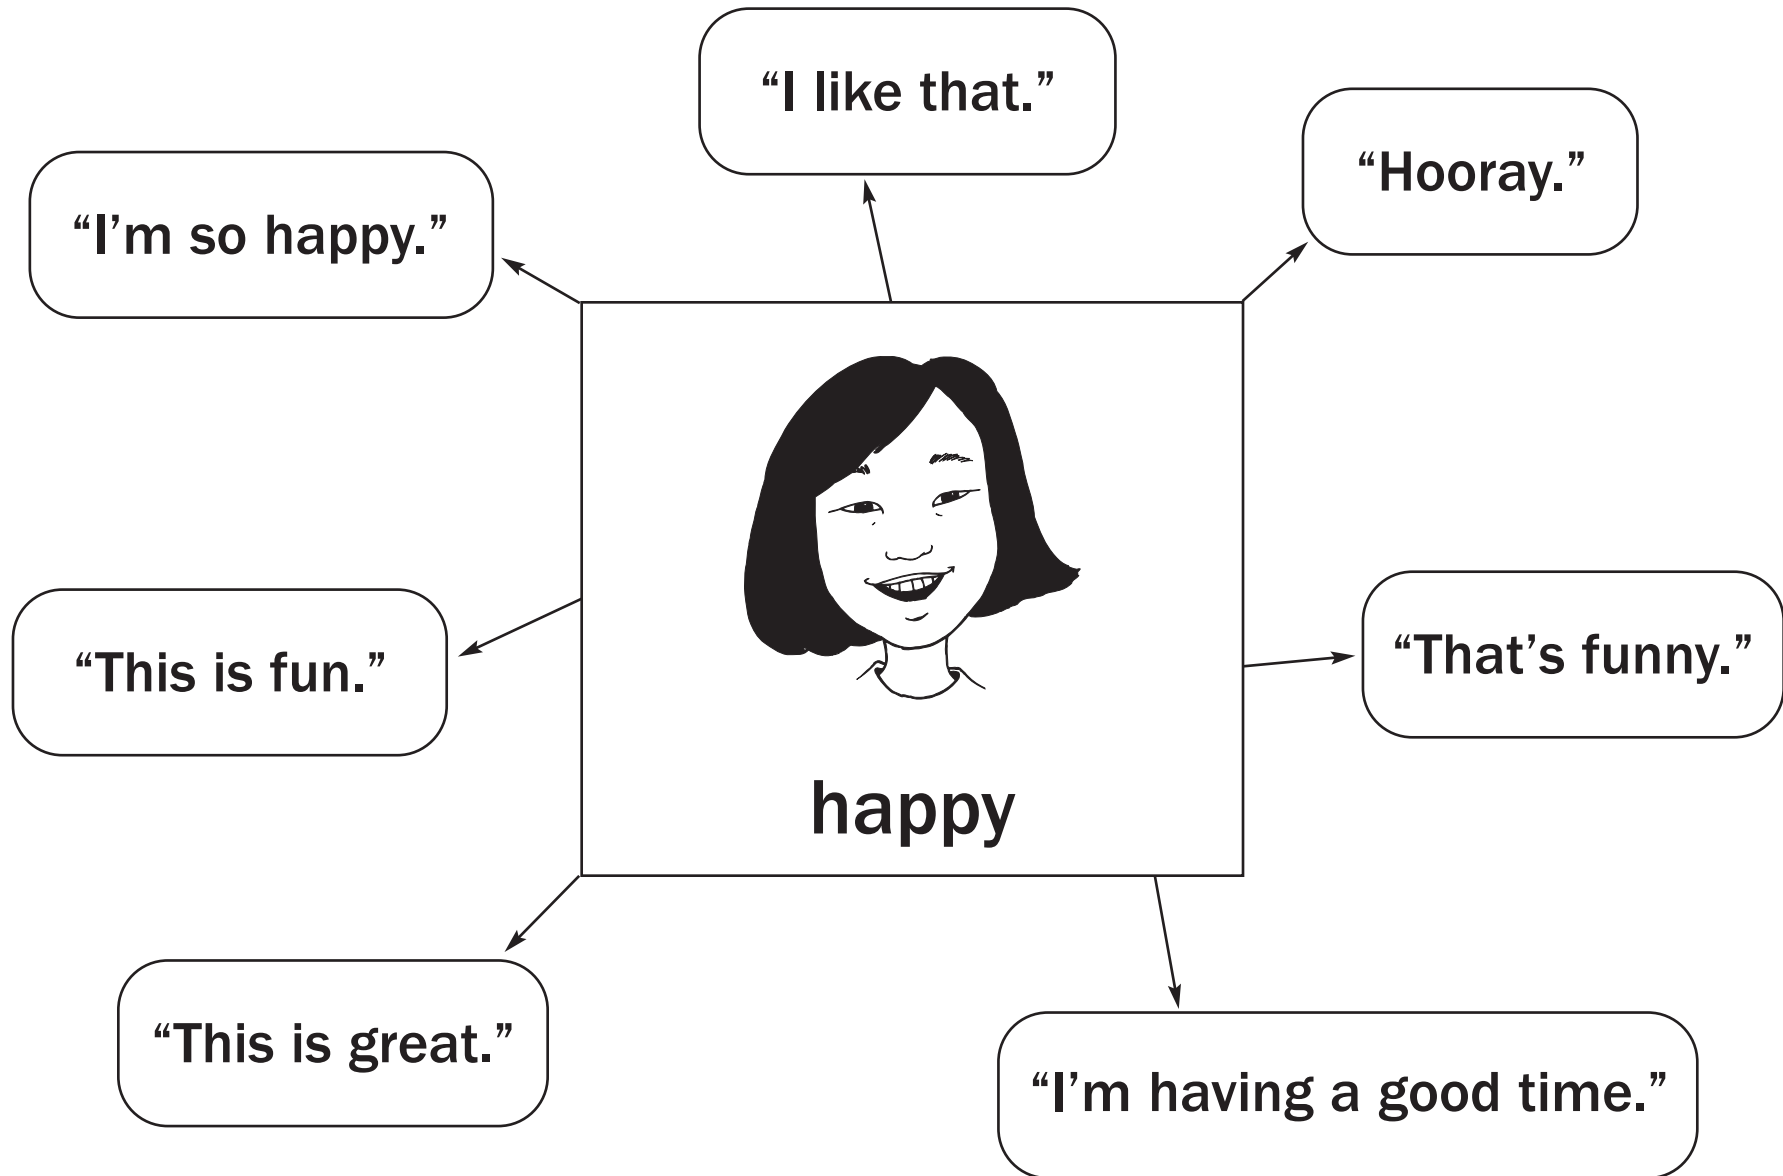 “I like that.”
“Hooray.”
“I’m so happy.”
“This is fun.”
“That’s funny.”
happy
“This is great.”
“I’m having a good time.”